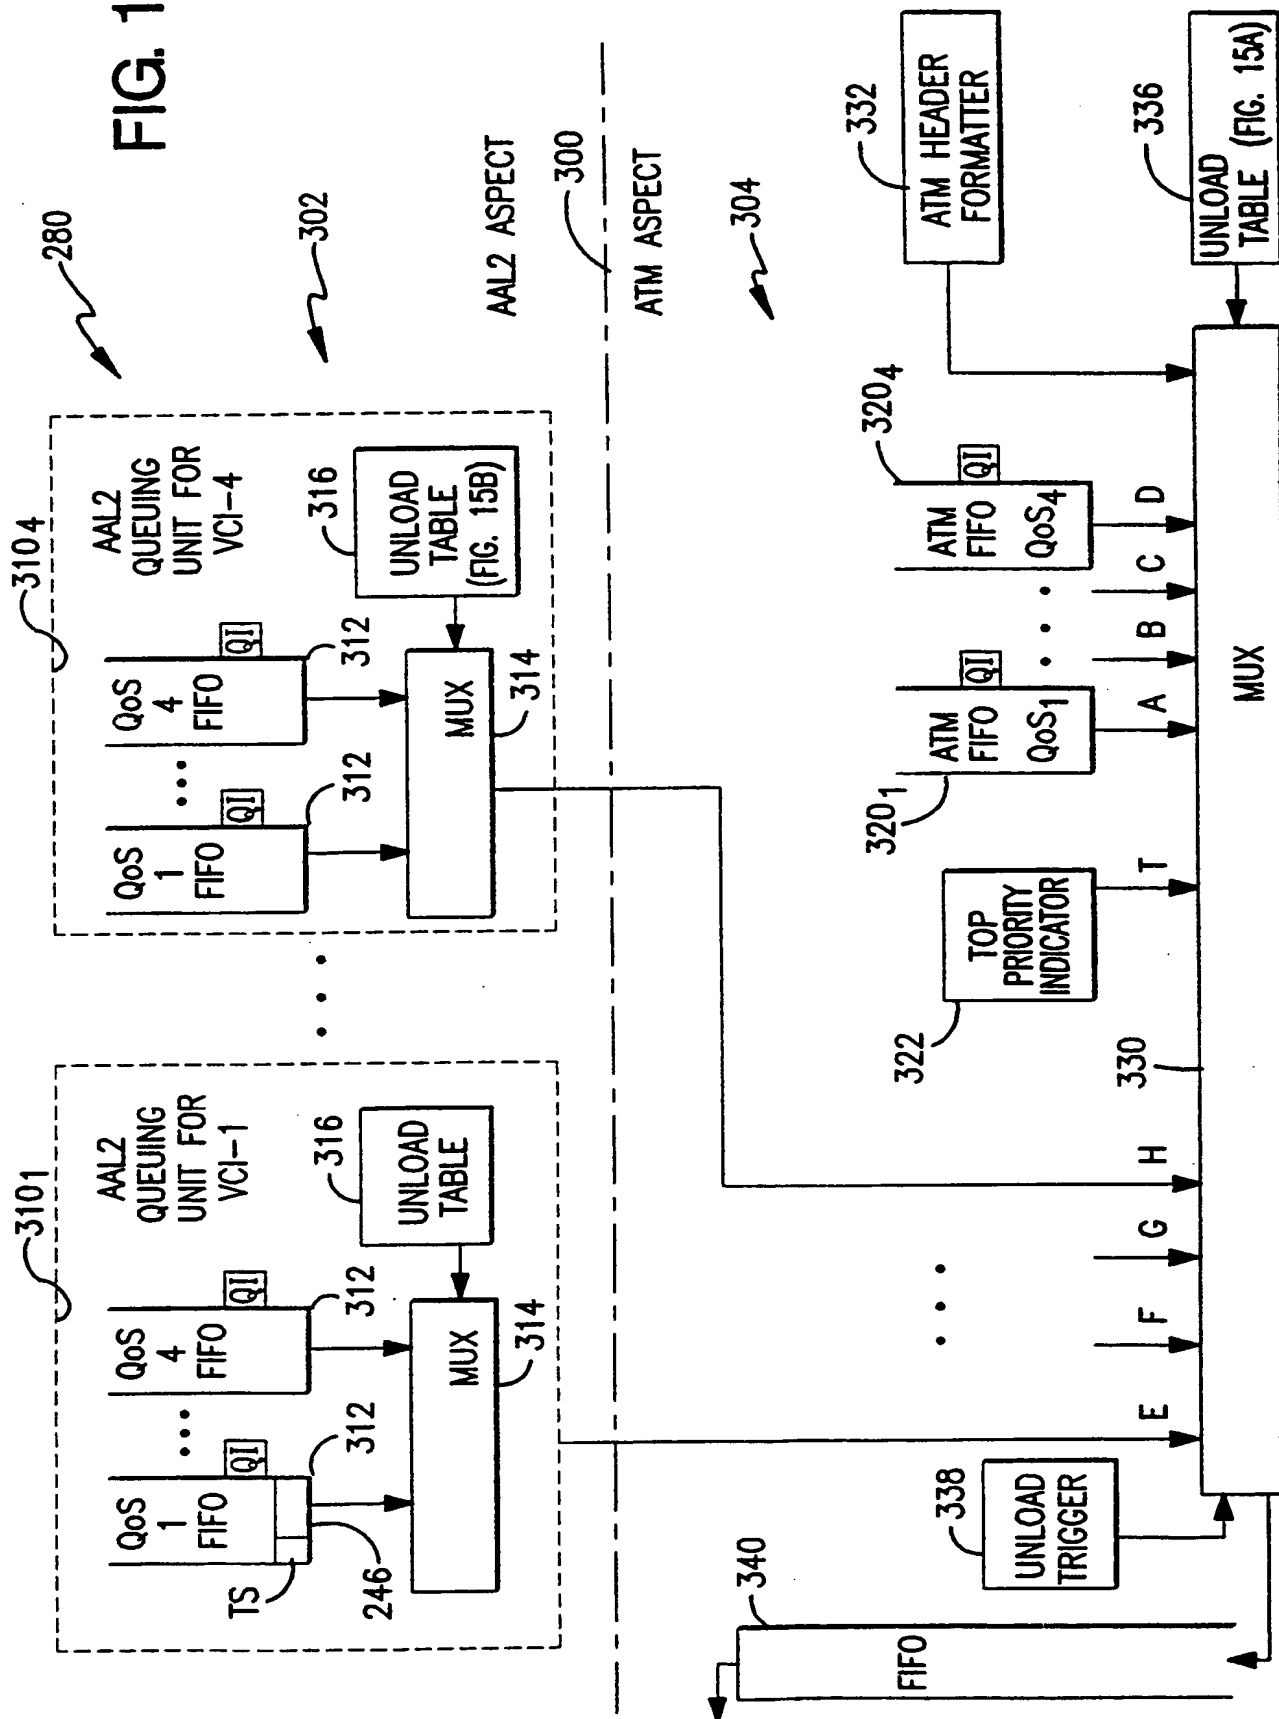 FIG. 1
280
302
AAL2 ASPECT
300
ATM ASPECT
304
3101
AAL2
QUEUING
UNIT FOR
VCI-1
QoS
1
FIFO
QI
TS
246
312
QoS
4
FIFO
QI
312
316
UNLOAD
TABLE
MUX
314
3104
AAL2
QUEUING
UNIT FOR
VCI-4
QoS
1
FIFO
QI
312
QoS
4
FIFO
QI
312
316
UNLOAD
TABLE
(FIG. 15B)
MUX
314
340
FIFO
338
UNLOAD
TRIGGER
E
F
G
H
330
322
TOP
PRIORITY
INDICATOR
T
3201
ATM
FIFO
QoS1
QI
A
B
C
D
3204
ATM
FIFO
QoS4
QI
332
ATM HEADER
FORMATTER
336
UNLOAD
TABLE (FIG. 15A)
MUX